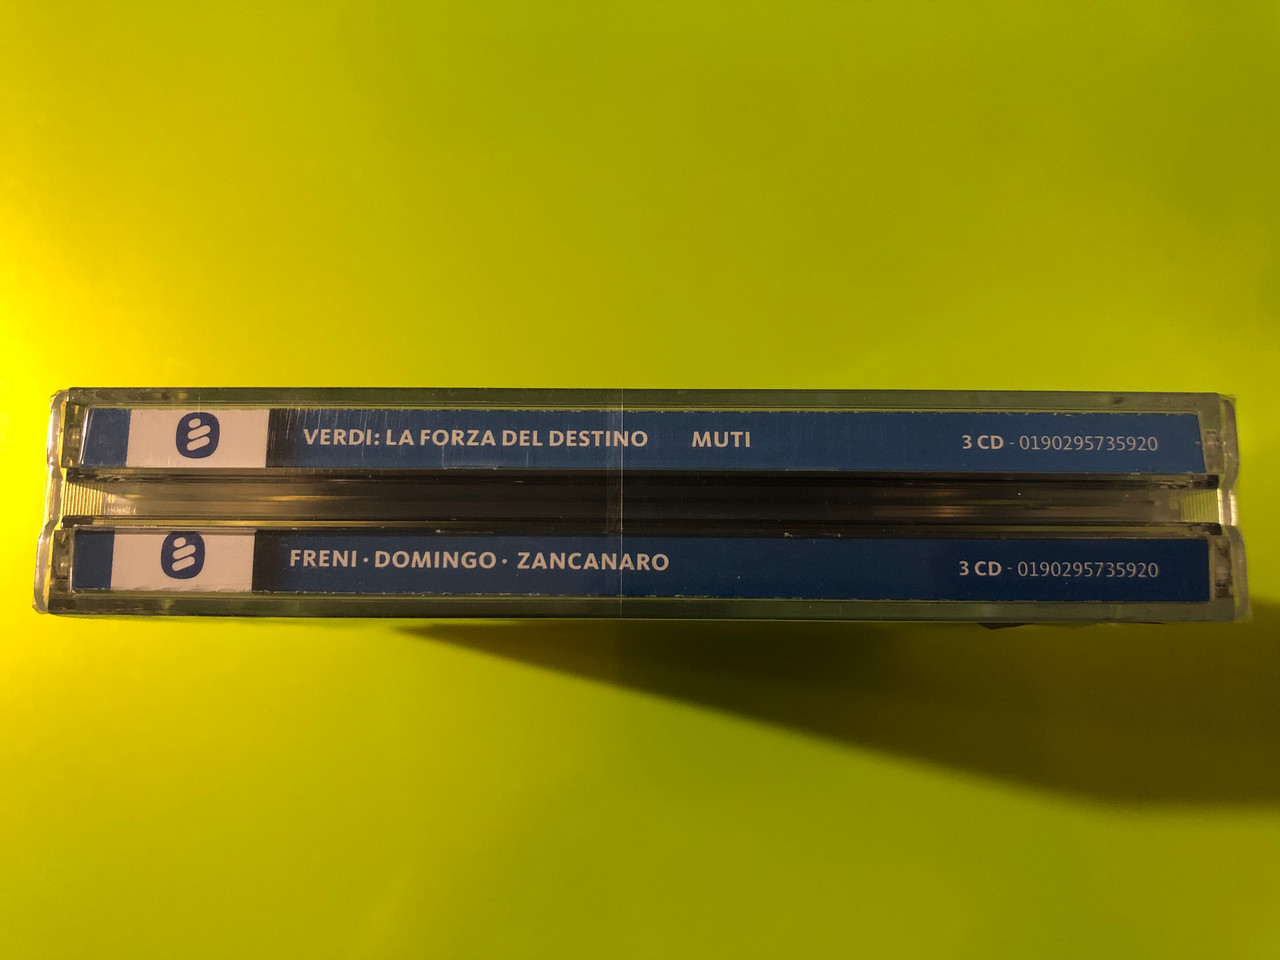 VERDI: LA FORZA DEL DESTINO MUTI 3 CD - 0190295735920
FRENI · DOMINGO · ZANCANARO 3 CD - 0190295735920